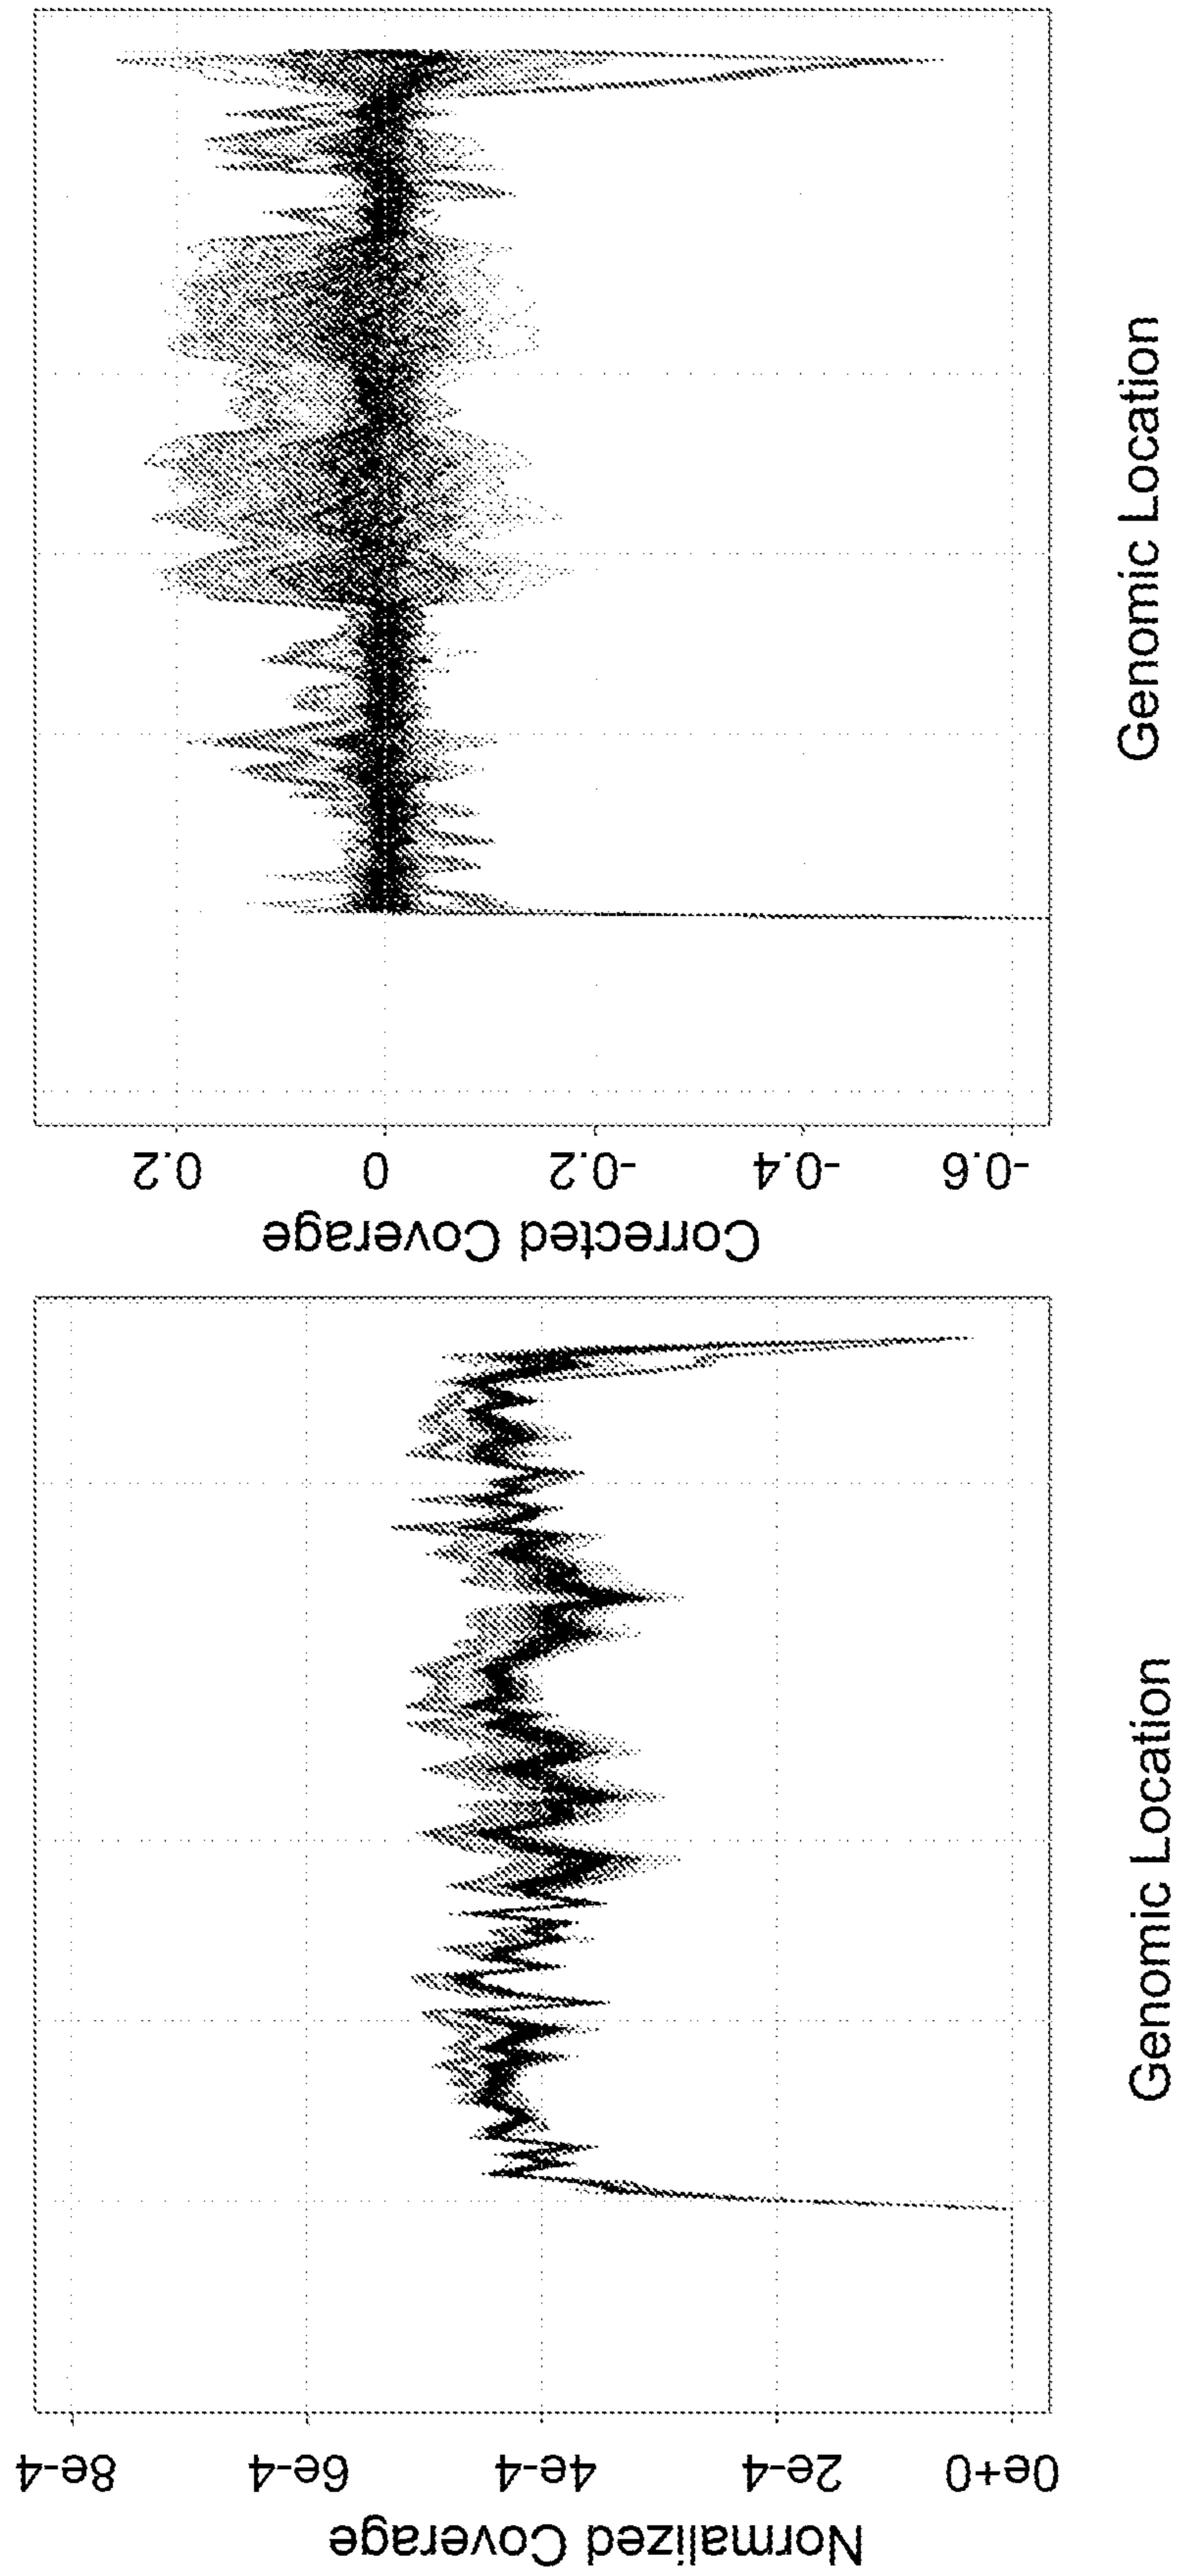 Normalized Coverage
8e-4
6e-4
4e-4
2e-4
0e+0
Genomic Location
Corrected Coverage
0.2
0
-0.2
-0.4
-0.6
Genomic Location